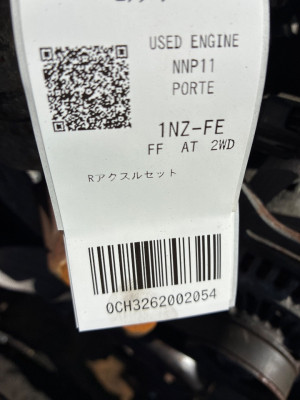 USED ENGINE
NNP11
PORTE
1NZ-FE
FF AT 2WD
Rアクスルセット
0CH3262002054